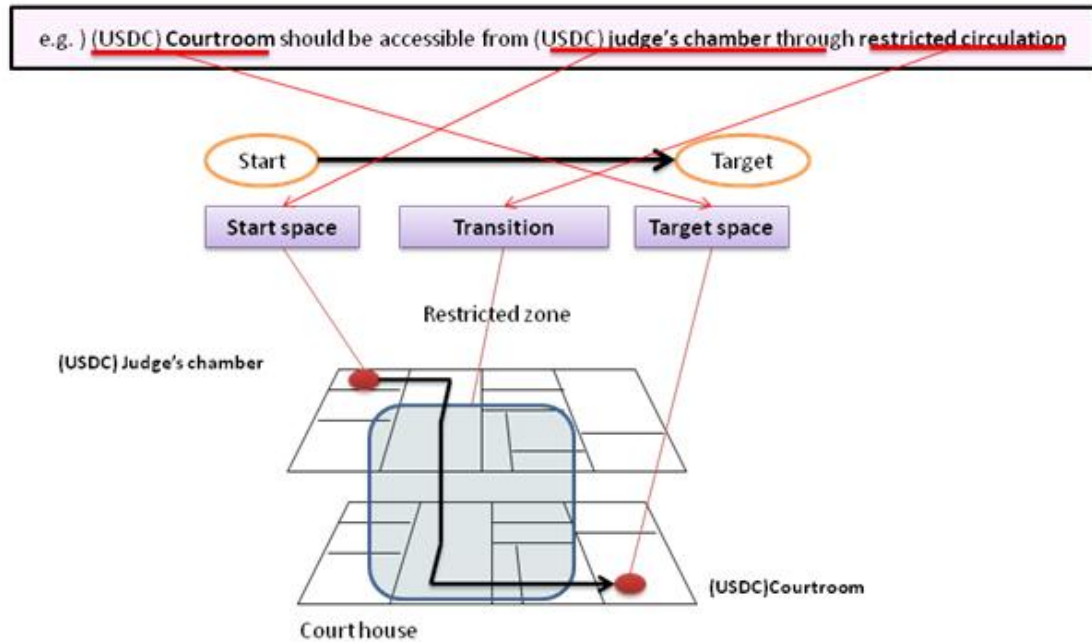 e.g. ) (USDC) Courtroom should be accessible from (USDC) judge's chamber through restricted circulation
Start
Target
Start space
Transition
Target space
Restricted zone
(USDC) Judge's chamber
(USDC)Courtroom
Court house